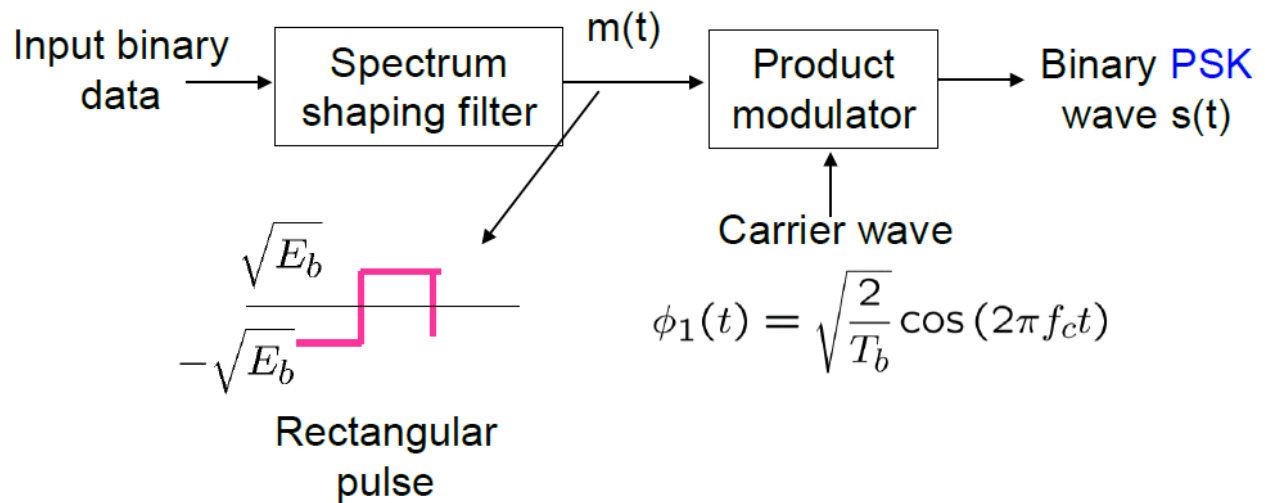 Input binary
data
Spectrum
shaping filter
m(t)
Product
modulator
Binary PSK
wave s(t)
Carrier wave
√E_b
-√E_b
ϕ₁(t) = √(2/T_b) cos (2πf_c t)
Rectangular
pulse